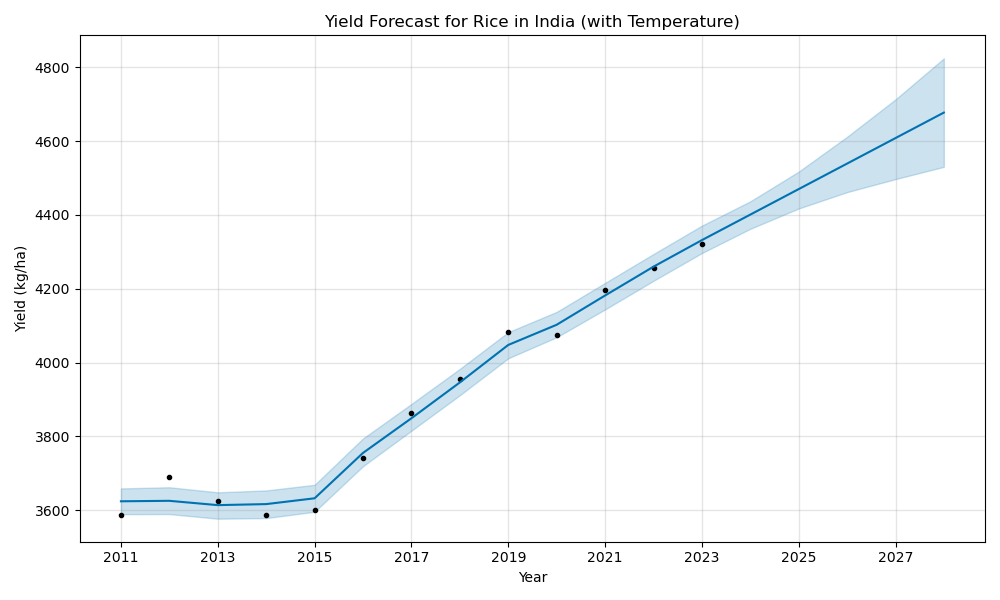 Yield Forecast for Rice in India (with Temperature)
4800
4600
4400
4200
4000
3800
3600
Yield (kg/ha)
2011 2013 2015 2017 2019 2021 2023 2025 2027
Year